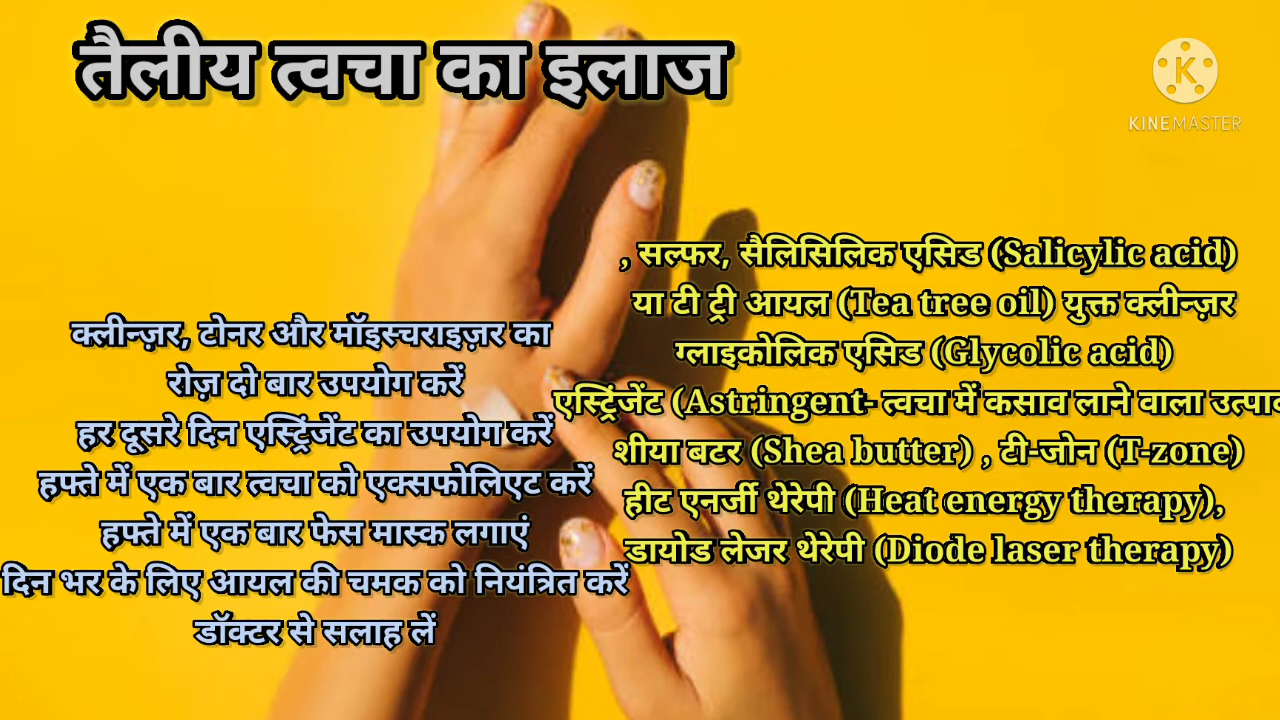 तैलीय त्वचा का इलाज
KINEMASTER
क्लीन्ज़र, टोनर और मॉइस्चराइज़र का
रोज़ दो बार उपयोग करें
हर दूसरे दिन एस्ट्रिंजेंट का उपयोग करें
हफ्ते में एक बार त्वचा को एक्सफोलिएट करें
हफ्ते में एक बार फेस मास्क लगाएं
दिन भर के लिए आयल की चमक को नियंत्रित करें
डॉक्टर से सलाह लें
, सल्फर, सैलिसिलिक एसिड (Salicylic acid)
या टी ट्री आयल (Tea tree oil) युक्त क्लीन्ज़र
ग्लाइकोलिक एसिड (Glycolic acid)
एस्ट्रिंजेंट (Astringent- त्वचा में कसाव लाने वाला
शीया बटर (Shea butter) , टी-जोन (T-zone)
हीट एनर्जी थेरेपी (Heat energy therapy),
डायोड लेजर थेरेपी (Diode laser therapy)